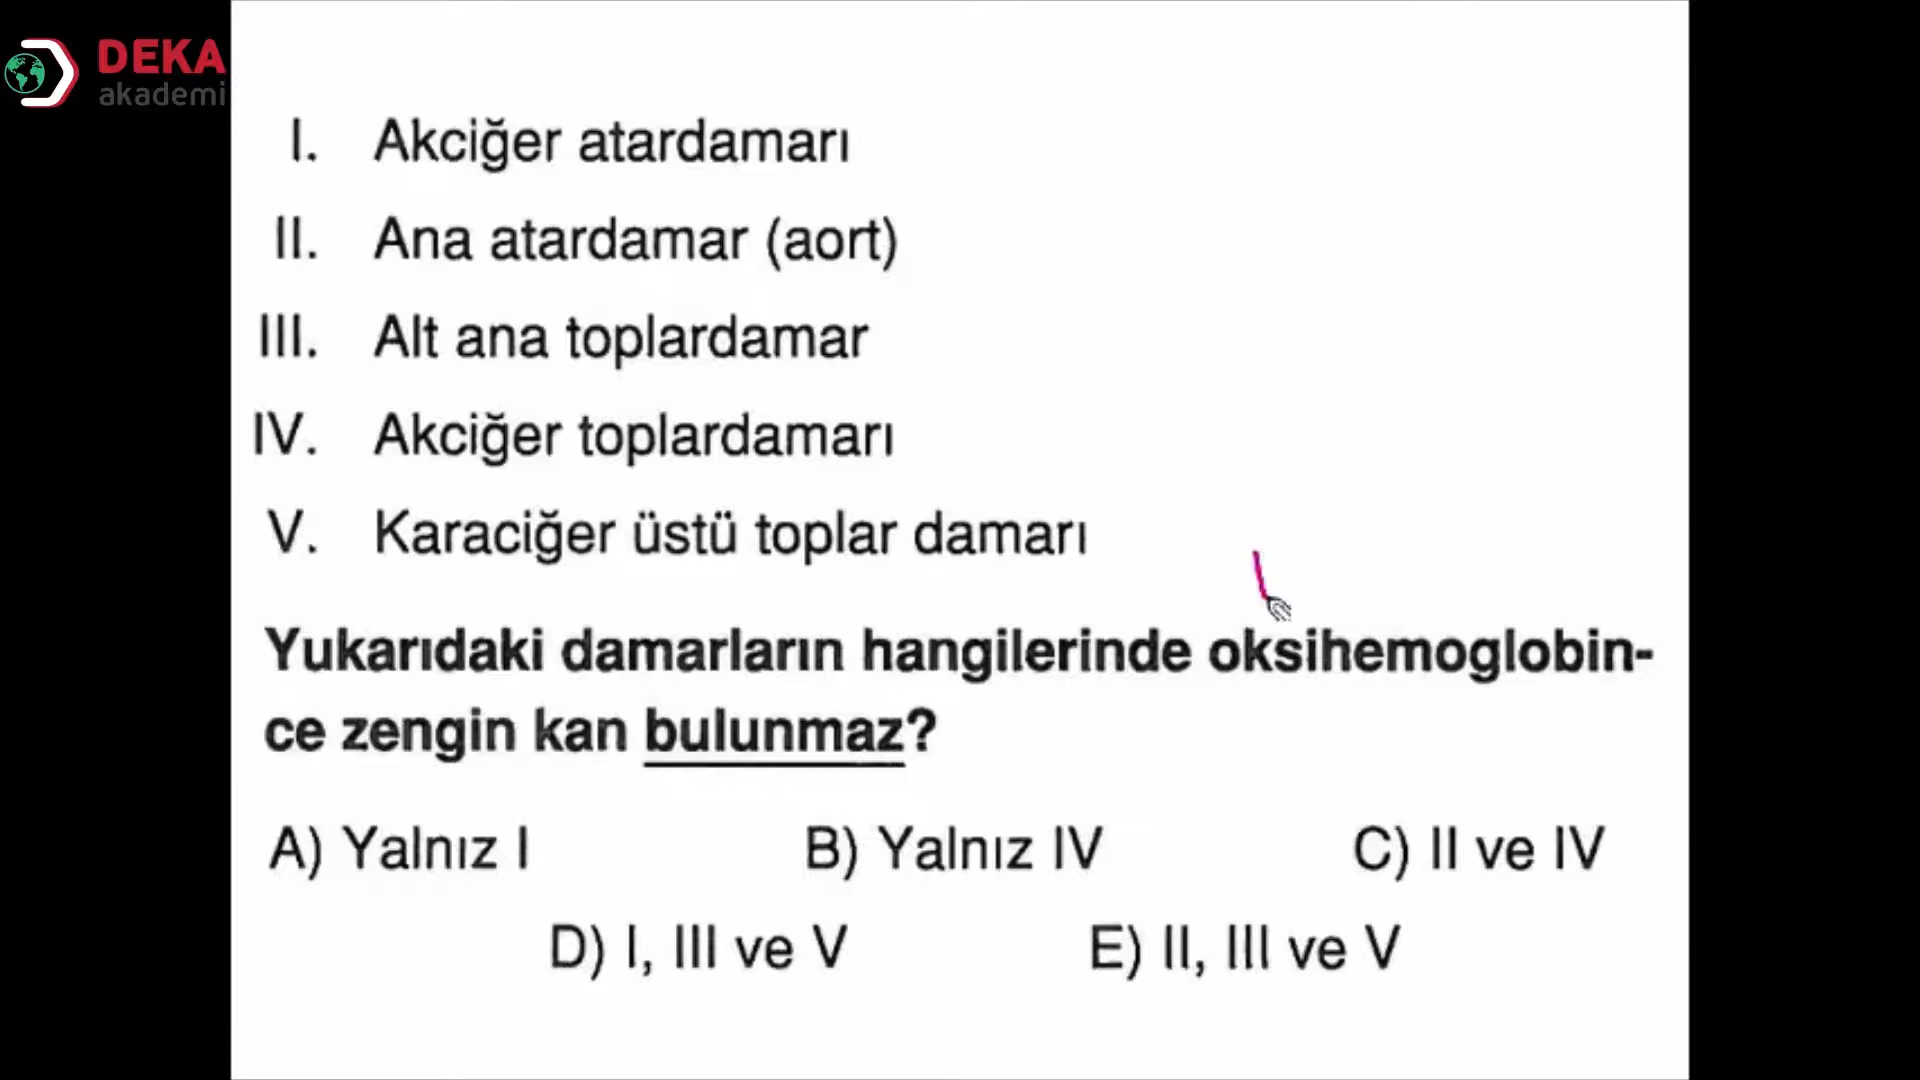 DEKA
akademi
I. Akciğer atardamarı
II. Ana atardamar (aort)
III. Alt ana toplardamar
IV. Akciğer toplardamarı
V. Karaciğer üstü toplar damarı
Yukarıdaki damarların hangilerinde oksihemoglobin-
ce zengin kan bulunmaz?
A) Yalnız I B) Yalnız IV C) II ve IV
D) I, III ve V E) II, III ve V